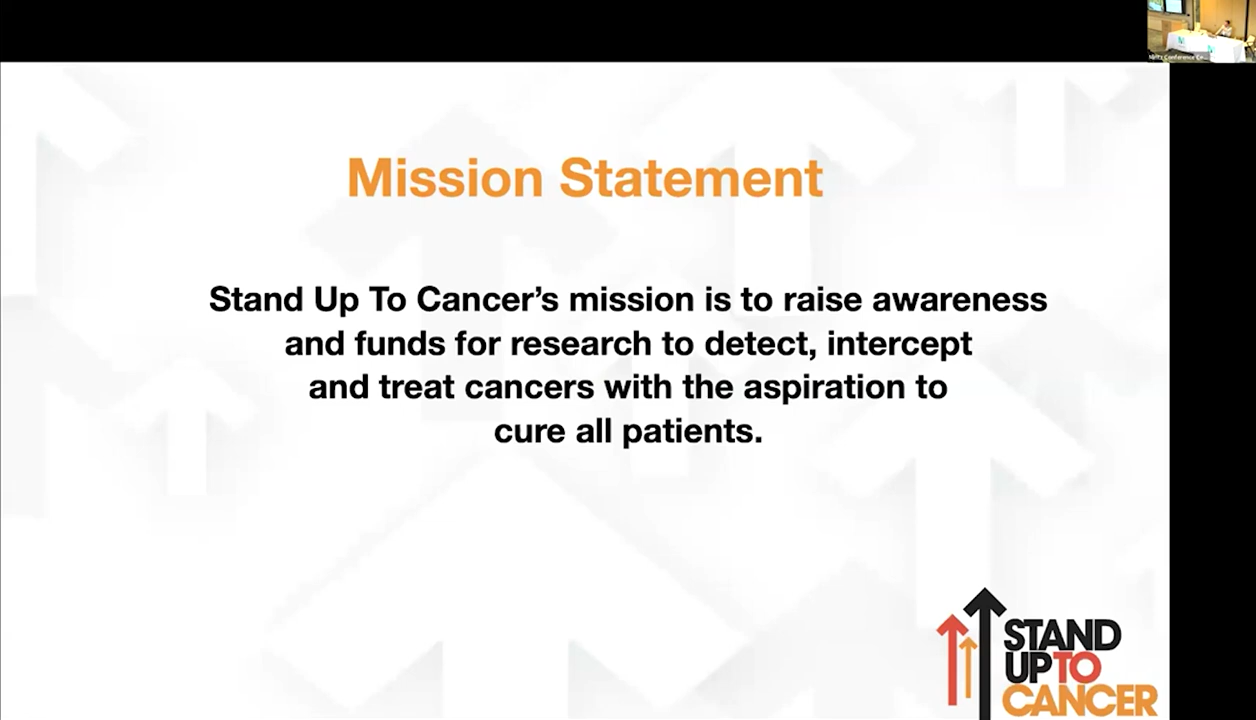 Mission Statement
Stand Up To Cancer’s mission is to raise awareness
and funds for research to detect, intercept
and treat cancers with the aspiration to
cure all patients.
STAND
UP TO
CANCER